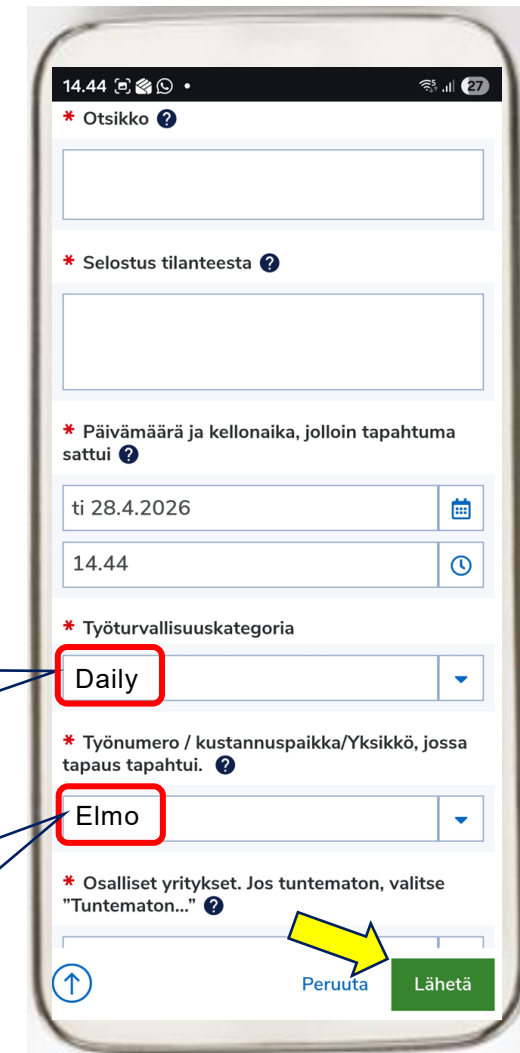 14.44
27
* Otsikko ?
* Selostus tilanteesta ?
* Päivämäärä ja kellonaika, jolloin tapahtuma
sattui ?
ti 28.4.2026
14.44
* Työturvallisuuskategoria
Daily
* Työnumero / kustannuspaikka/Yksikkö, jossa
tapaus tapahtui. ?
Elmo
* Osalliset yritykset. Jos tuntematon, valitse
"Tuntematon..." ?
Peruuta Lähetä